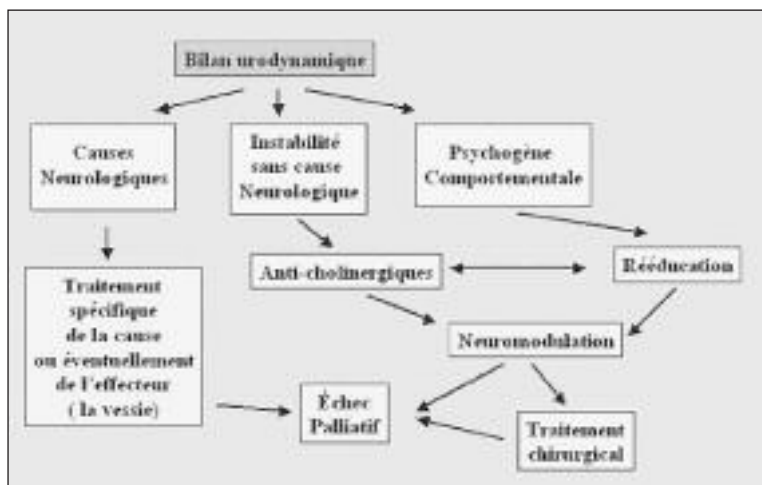 Bilan urodynamique
Causes
Neurologiques
Instabilité
sans cause
Neurologique
Psychogène
Comportementale
Anti-cholinergiques
Rééducation
Traitement
spécifique
de la cause
ou éventuellement
de l'effecteur
( la vessie)
Neuromodulation
Échec
Palliatif
Traitement
chirurgical